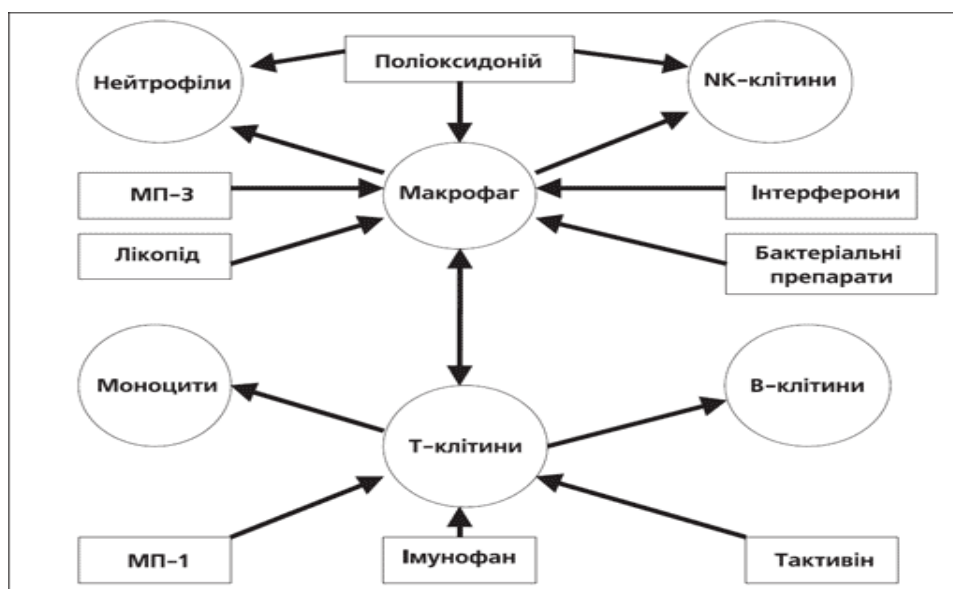 Поліоксидоній
Нейтрофіли
NK-клітини
Макрофаг
МП-3
Інтерферони
Лікопід
Бактеріальні
препарати
Моноцити
В-клітини
Т-клітини
МП-1
Імунофан
Тактивін